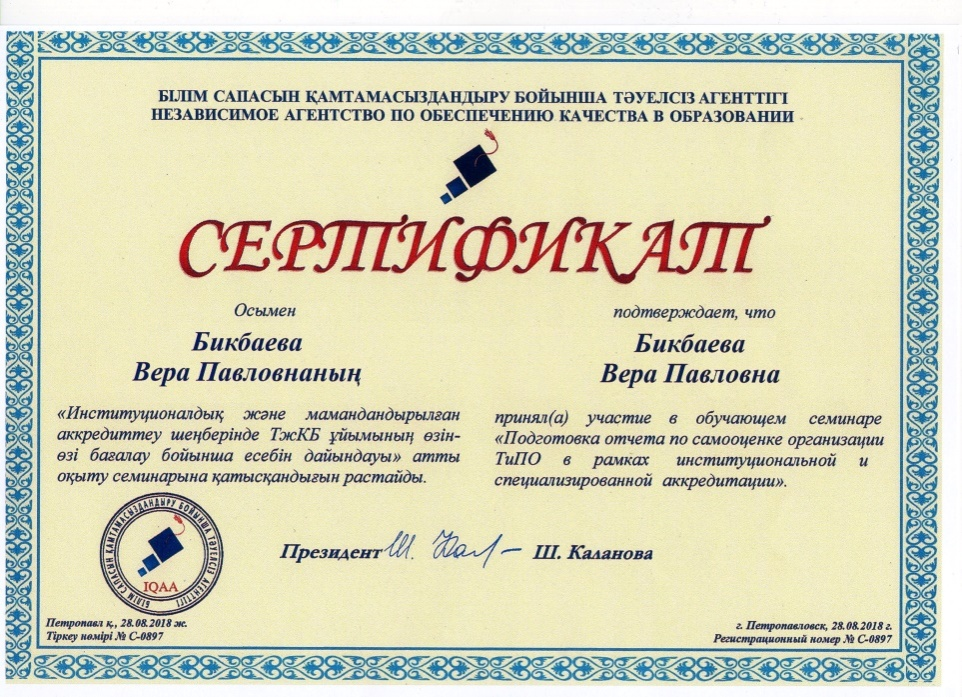 БІЛІМ САПАСЫН ҚАМТАМАСЫЗДАНДЫРУ БОЙЫНША ТӘУЕЛСІЗ АГЕНТТІГІ
НЕЗАВИСИМОЕ АГЕНТСТВО ПО ОБЕСПЕЧЕНИЮ КАЧЕСТВА В ОБРАЗОВАНИИ
СЕРТИФИКАТ
Осымен
Бикбаева
Вера Павловнаның
«Институционалдық және мамандандырылған
аккредиттеу шеңберінде ТжКБ ұйымының өзін-
өзі бағалау бойынша есебін дайындауы» атты
оқыту семинарына қатысқандығын растайды.
подтверждает, что
Бикбаева
Вера Павловна
принял(а) участие в обучающем семинаре
«Подготовка отчета по самооценке организации
ТиПО в рамках институциональной и
специализированной аккредитации».
БІЛІМ САПАСЫН ҚАМТАМАСЫЗДАНДЫРУ БОЙЫНША ТӘУЕЛСІЗ АГЕНТТІГІ
IQAA
Президент Ш. Кал Ш. Каланова
Петропавл қ., 28.08.2018 ж.
Тіркеу нөмірі № С-0897
г. Петропавловск, 28.08.2018 г.
Регистрационный номер № С-0897